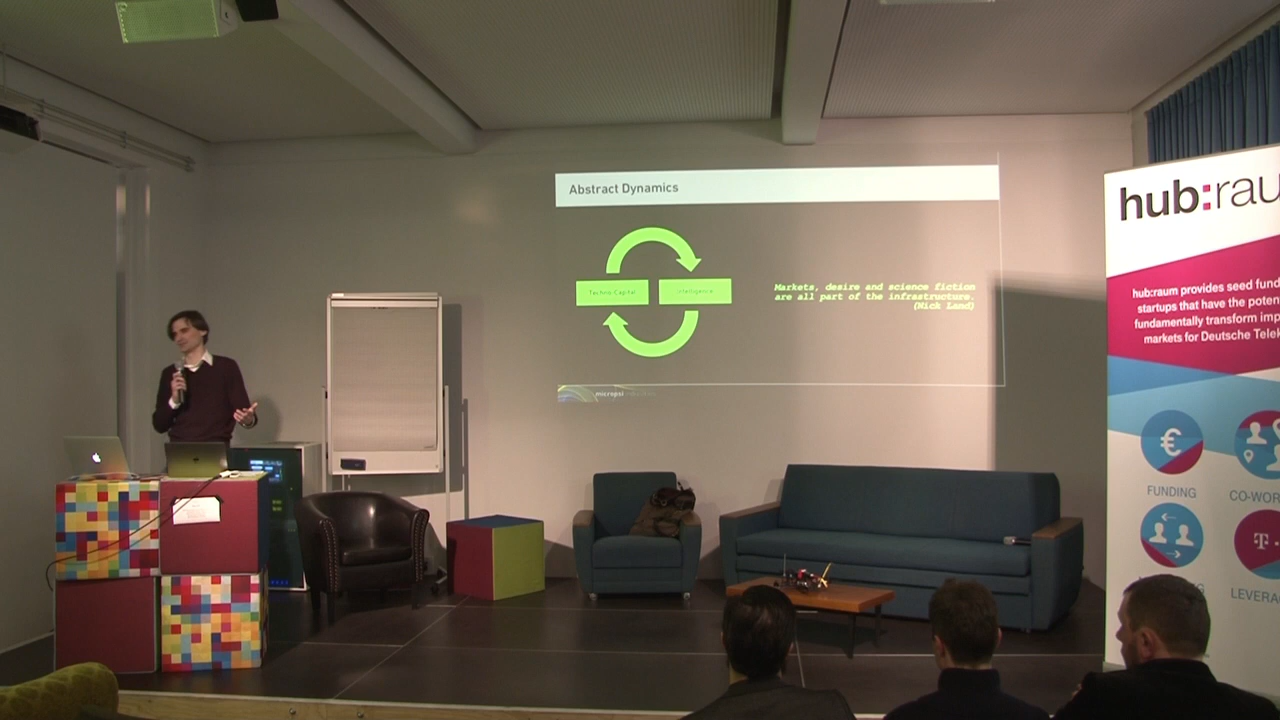 Abstract Dynamics
Techno Capital
Intelligence
Markets, desire and science fiction
are all part of the infrastructure.
(Nick Land)
micropsi
hub:rau
hub:raum provides seed fund
startups that have the poten
fundamentally transform imp
markets for Deutsche Telek
FUNDING
CO-WOR
LEVERA